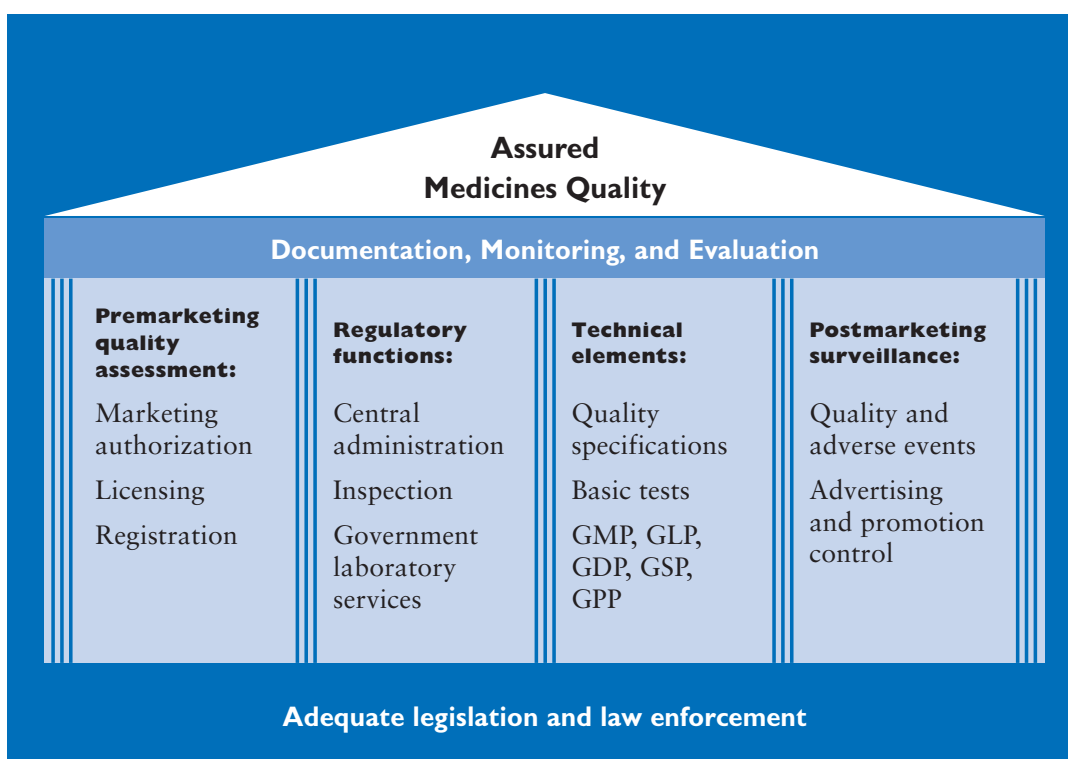 Assured
Medicines Quality
Documentation, Monitoring, and Evaluation
Premarketing
quality
assessment:
Marketing
authorization
Licensing
Registration
Regulatory
functions:
Central
administration
Inspection
Government
laboratory
services
Technical
elements:
Quality
specifications
Basic tests
GMP, GLP,
GDP, GSP,
GPP
Postmarketing
surveillance:
Quality and
adverse events
Advertising
and promotion
control
Adequate legislation and law enforcement